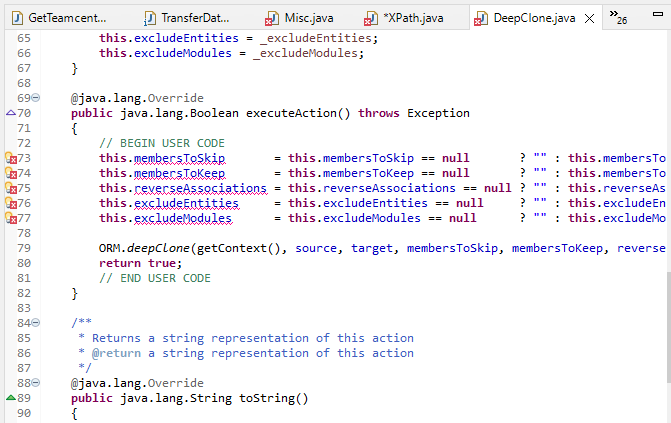 GetTeamcent... TransferDat... Misc.java *XPath.java DeepClone.java »26
65 this.excludeEntities = _excludeEntities;
66 this.excludeModules = _excludeModules;
67 }
68
69 @java.lang.Override
70 public java.lang.Boolean executeAction() throws Exception
71 {
72 // BEGIN USER CODE
73 this.membersToSkip = this.membersToSkip == null ? "" : this.membersTo
74 this.membersToKeep = this.membersToKeep == null ? "" : this.membersTo
75 this.reverseAssociations = this.reverseAssociations == null ? "" : this.reverseAs
76 this.excludeEntities = this.excludeEntities == null ? "" : this.excludeEn
77 this.excludeModules = this.excludeModules == null ? "" : this.excludeMo
78
79 ORM.deepClone(getContext(), source, target, membersToSkip, membersToKeep, reverse
80 return true;
81 // END USER CODE
82 }
83
84 /**
85 * Returns a string representation of this action
86 * @return a string representation of this action
87 */
88 @java.lang.Override
89 public java.lang.String toString()
90 {